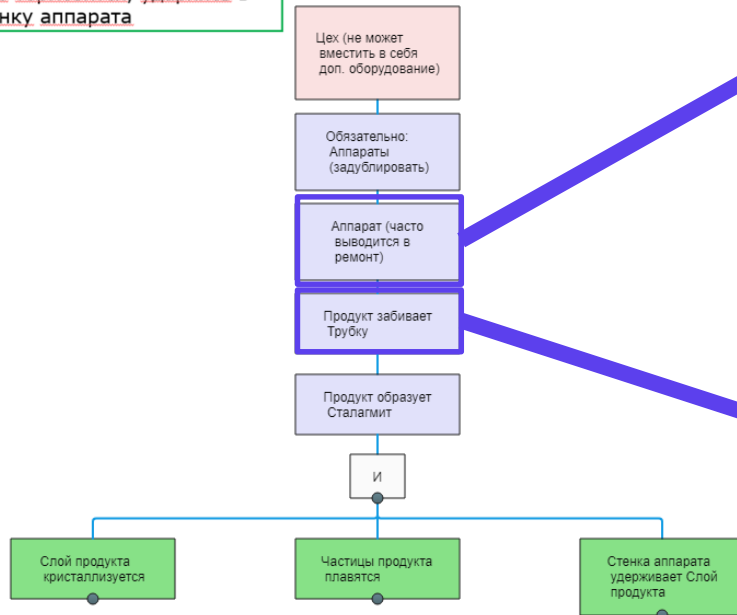 нку аппарата
Цех (не может
вместить в себя
доп. оборудование)
Обязательно:
Аппараты
(задублировать)
Аппарат (часто
выводится в
ремонт)
Продукт забивает
Трубку
Продукт образует
Сталагмит
И
Слой продукта
кристаллизуется
Частицы продукта
плавятся
Стенка аппарата
удерживает Слой
продукта